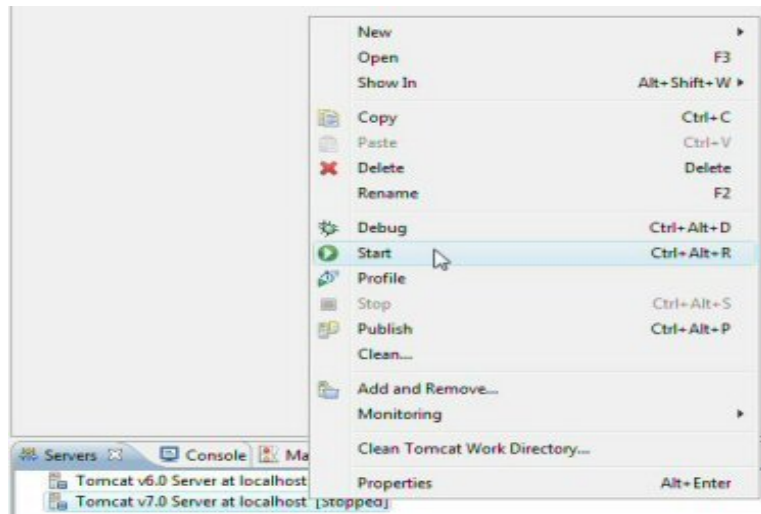 New
Open F3
Show In Alt+Shift+W
Copy Ctrl+C
Paste Ctrl+V
Delete Delete
Rename F2
Debug Ctrl+Alt+D
Start Ctrl+Alt+R
Profile
Stop Ctrl+Alt+S
Publish Ctrl+Alt+P
Clean...
Add and Remove...
Monitoring
Clean Tomcat Work Directory...
Properties Alt+Enter
Servers Console Ma
Tomcat v6.0 Server at localhost
Tomcat v7.0 Server at localhost [Stopped]